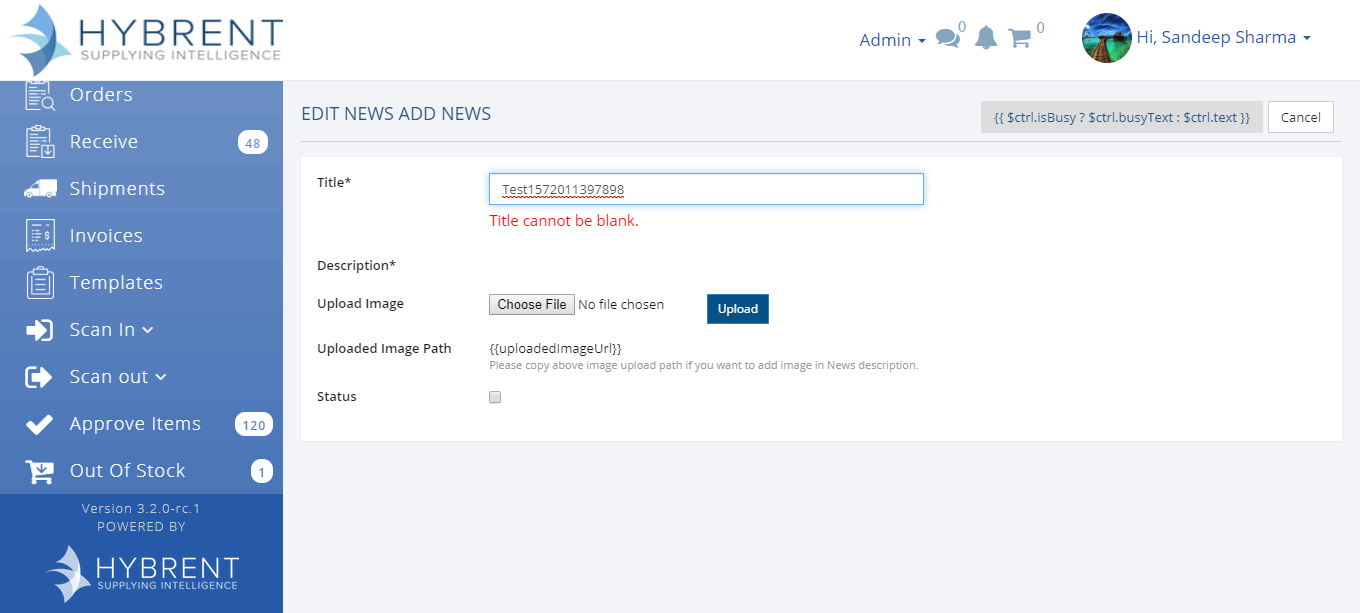 HYBRENT
SUPPLYING INTELLIGENCE
Admin
0
0
Hi, Sandeep Sharma
Orders
Receive
48
Shipments
Invoices
Templates
Scan In
Scan out
Approve Items
120
Out Of Stock
1
Version 3.2.0-rc.1
POWERED BY
HYBRENT
SUPPLYING INTELLIGENCE
EDIT NEWS ADD NEWS
{{ $ctrl.isBusy ? $ctrl.busyText : $ctrl.text }}
Cancel
Title*
Test1572011397898
Title cannot be blank.
Description*
Upload Image
Choose File No file chosen
Upload
Uploaded Image Path
{{uploadedImageUrl}}
Please copy above image upload path if you want to add image in News description.
Status